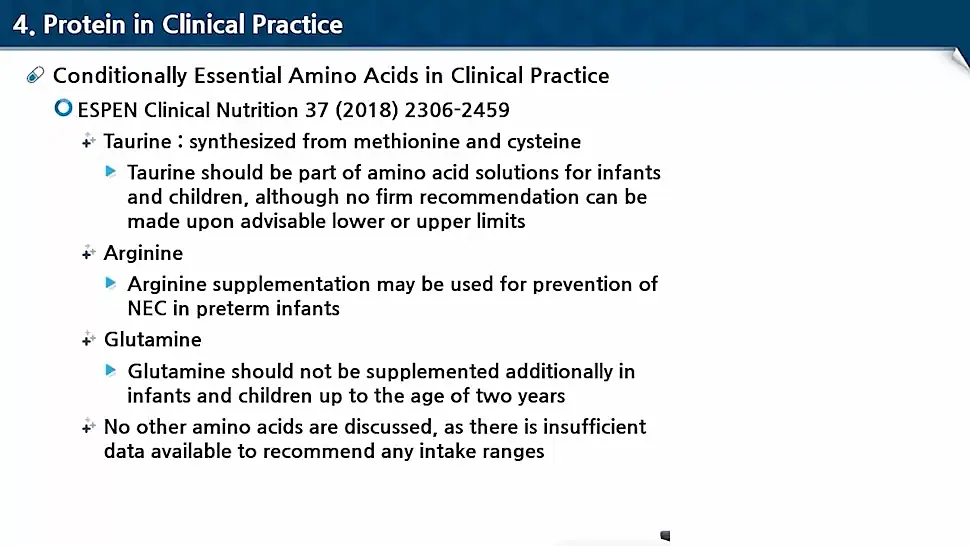 4. Protein in Clinical Practice
Conditionally Essential Amino Acids in Clinical Practice
ESPEN Clinical Nutrition 37 (2018) 2306-2459
Taurine : synthesized from methionine and cysteine
Taurine should be part of amino acid solutions for infants
and children, although no firm recommendation can be
made upon advisable lower or upper limits
Arginine
Arginine supplementation may be used for prevention of
NEC in preterm infants
Glutamine
Glutamine should not be supplemented additionally in
infants and children up to the age of two years
No other amino acids are discussed, as there is insufficient
data available to recommend any intake ranges